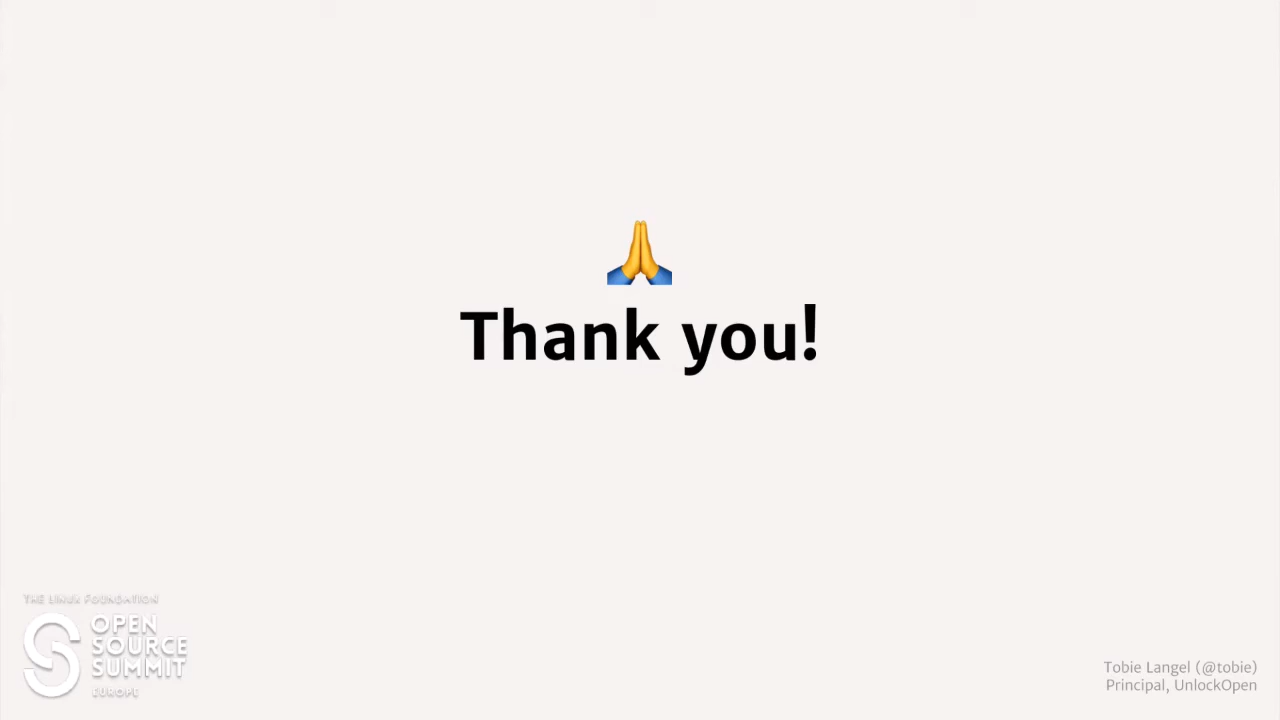 🙏
Thank you!
THE LINUX FOUNDATION
OPEN
SOURCE
SUMMIT
EUROPE
Tobie Langel (@tobie)
Principal, UnlockOpen